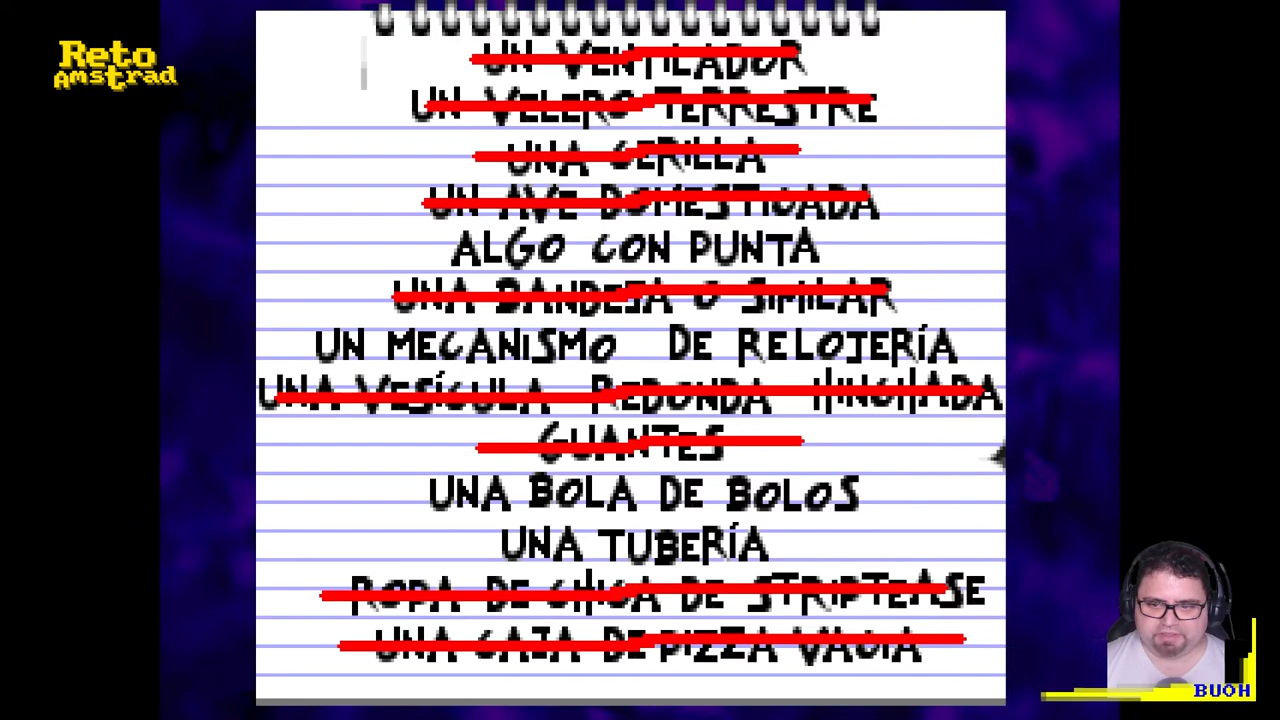 Reto
Amstrad
UN VENTILADOR
UN VELERO TERRESTRE
UNA CERILLA
UN AVE DOMESTICADA
ALGO CON PUNTA
UNA BANDEJA O SIMILAR
UN MECANISMO DE RELOJERÍA
UNA VESÍCULA REDONDA HINCHADA
GUANTES
UNA BOLA DE BOLOS
UNA TUBERÍA
ROPA DE CHICA DE STRIPTEASE
UNA CAJA DE PIZZA VACIA
BUOH